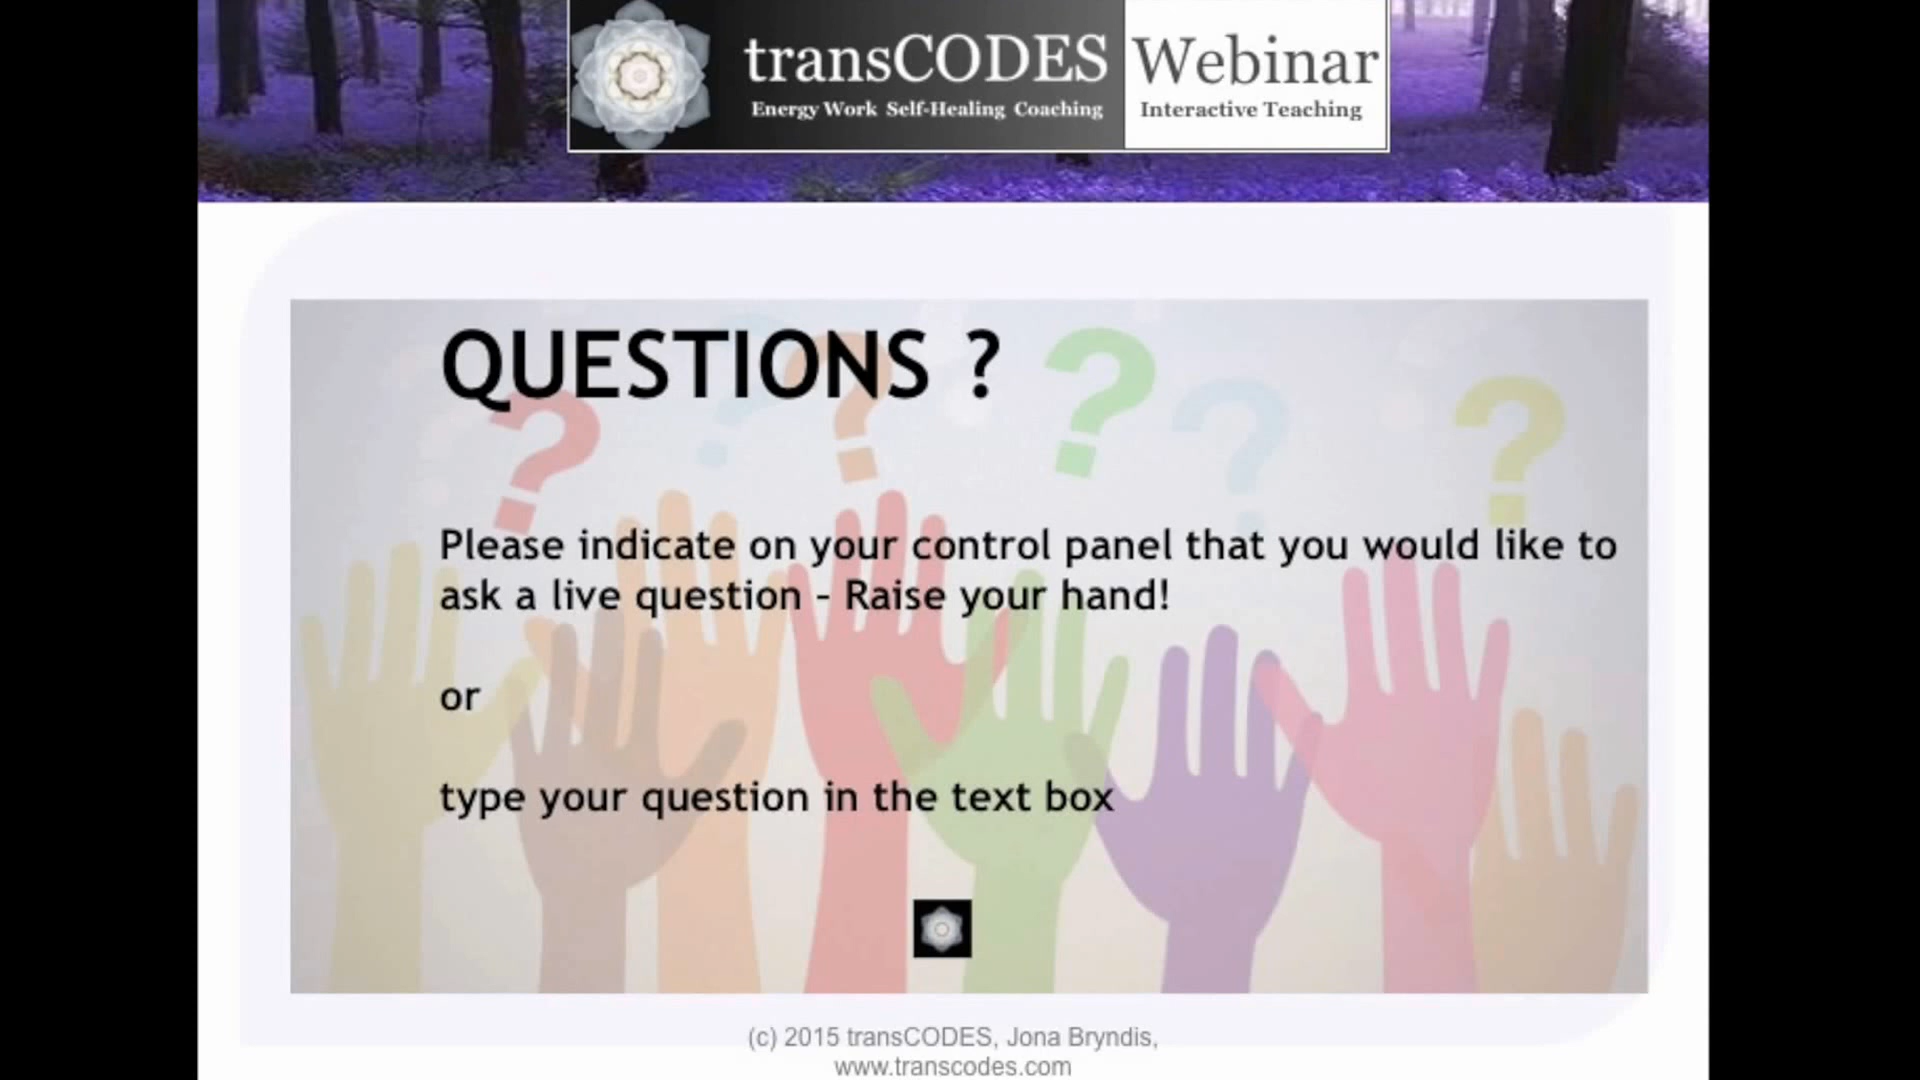 transCODES
Energy Work Self-Healing Coaching
Webinar
Interactive Teaching
QUESTIONS ?
Please indicate on your control panel that you would like to
ask a live question – Raise your hand!
or
type your question in the text box
(c) 2015 transCODES, Jona Bryndis,
www.transcodes.com